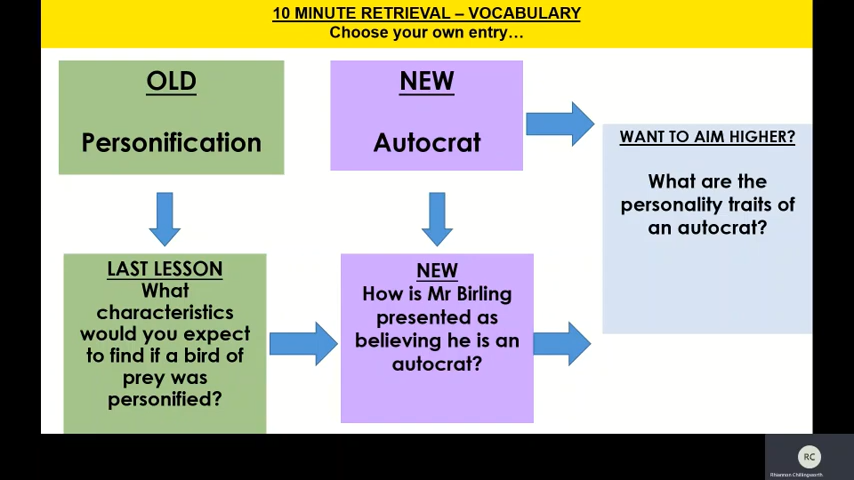 10 MINUTE RETRIEVAL – VOCABULARY
Choose your own entry…
OLD
Personification
NEW
Autocrat
WANT TO AIM HIGHER?
What are the
personality traits of
an autocrat?
LAST LESSON
What
characteristics
would you expect
to find if a bird of
prey was
personified?
NEW
How is Mr Birling
presented as
believing he is an
autocrat?
RC
Rhiannon Chillingworth